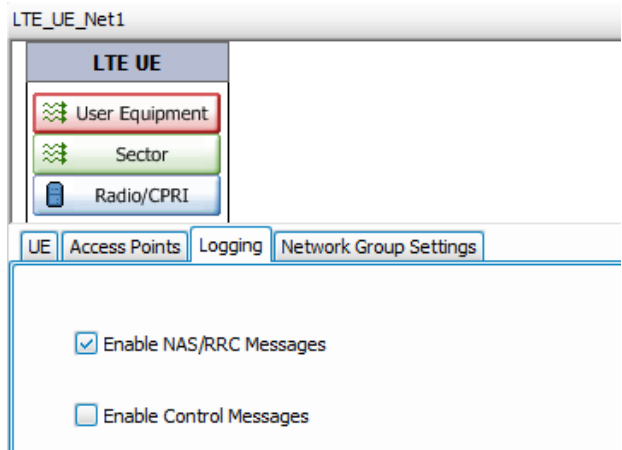 LTE_UE_Net1
LTE UE
User Equipment
Sector
Radio/CPRI
UE Access Points Logging Network Group Settings
Enable NAS/RRC Messages
Enable Control Messages